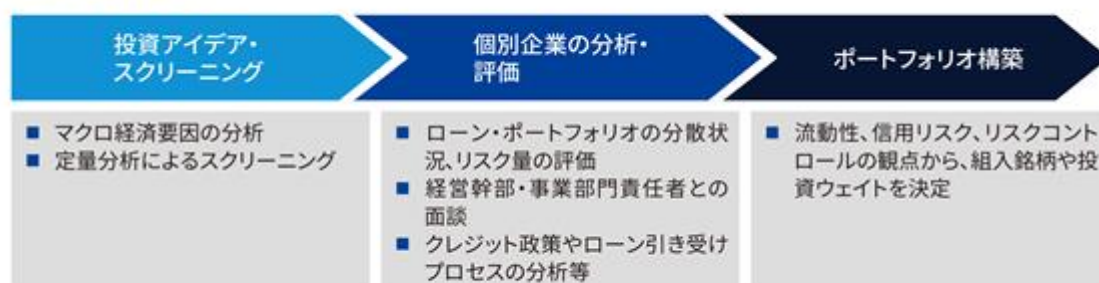 投資アイデア・
スクリーニング
個別企業の分析・
評価
ポートフォリオ構築
■ マクロ経済要因の分析
■ 定量分析によるスクリーニング
■ ローン・ポートフォリオの分散状
況、リスク量の評価
■ 経営幹部・事業部門責任者との
面談
■ クレジット政策やローン引き受け
プロセスの分析等
■ 流動性、信用リスク、リスクコント
ロールの観点から、組入銘柄や投
資ウェイトを決定